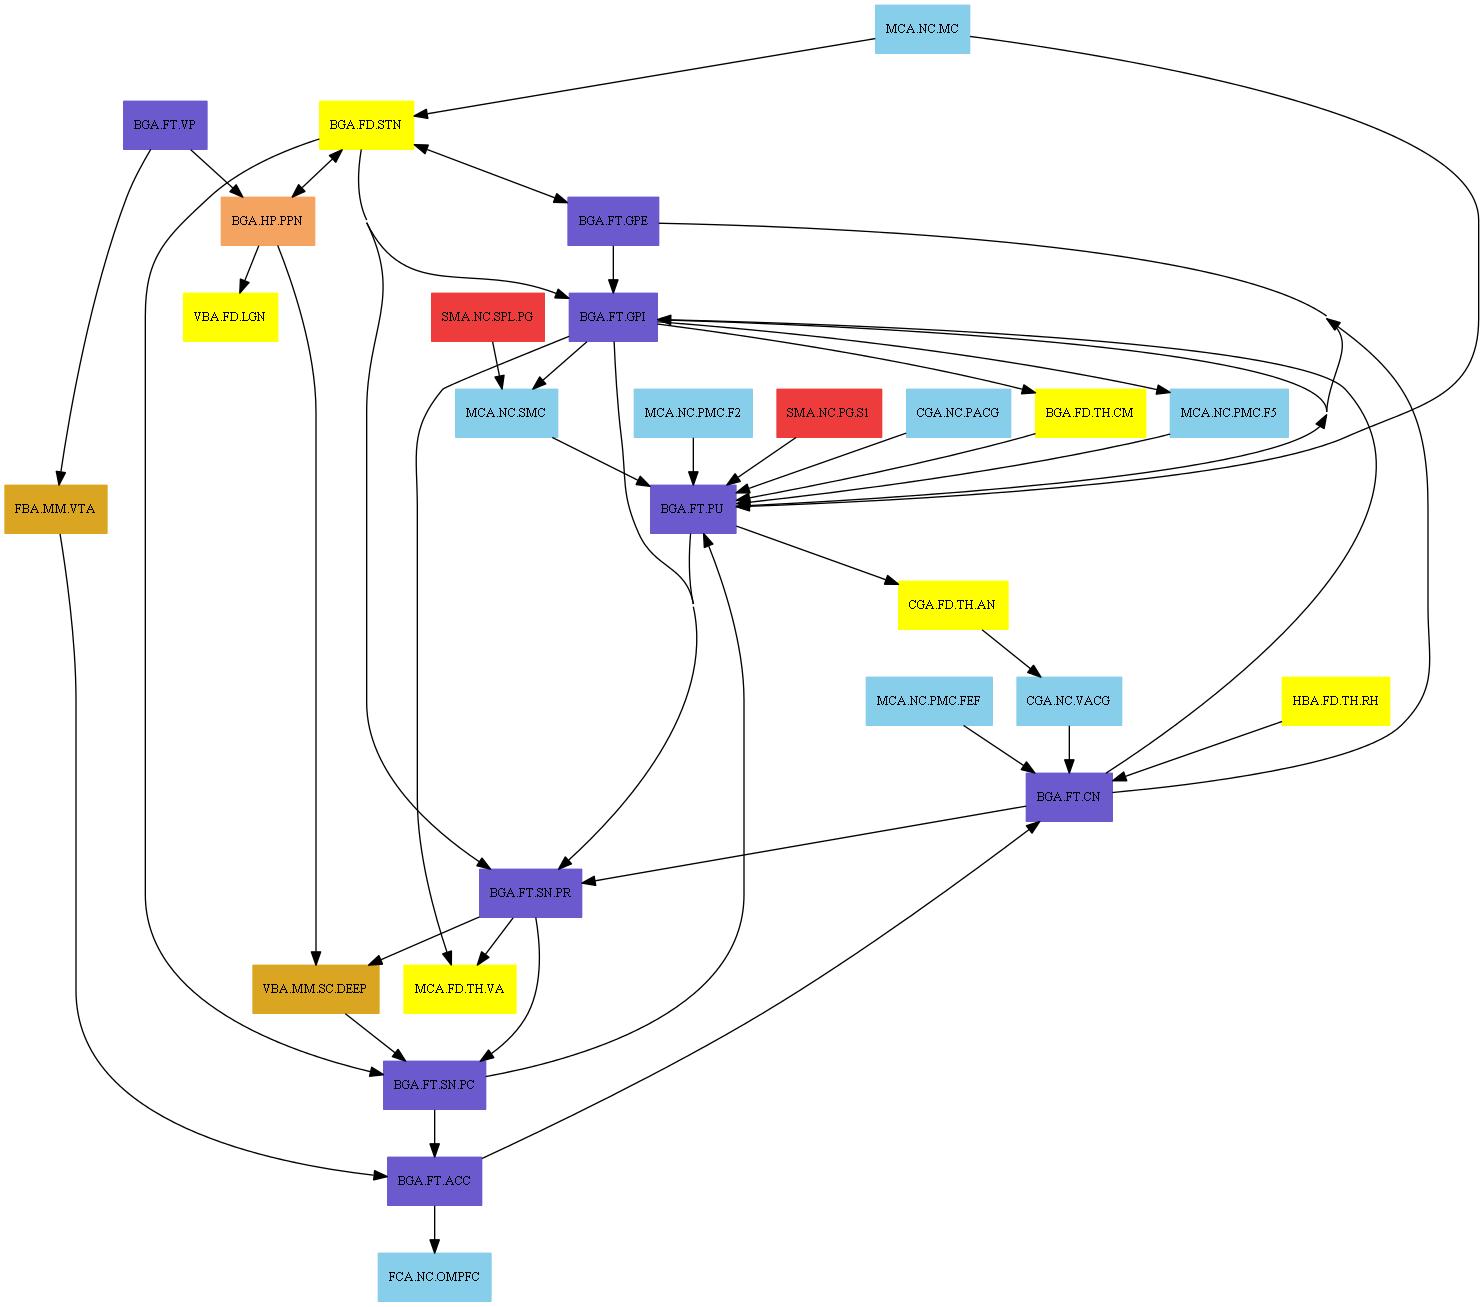 MCA.NC.MC
BGA.FT.VP
BGA.FD.STN
BGA.HP.PPN
BGA.FT.GPE
VBA.FD.LGN
SMA.NC.SPL.PG
BGA.FT.GPI
MCA.NC.SMC
MCA.NC.PMC.F2
SMA.NC.PG.S1
CGA.NC.PACG
BGA.FD.TH.CM
MCA.NC.PMC.F5
FBA.MM.VTA
BGA.FT.PU
CGA.FD.TH.AN
MCA.NC.PMC.FEF
CGA.NC.VACG
HBA.FD.TH.RH
BGA.FT.CN
BGA.FT.SN.PR
VBA.MM.SC.DEEP
MCA.FD.TH.VA
BGA.FT.SN.PC
BGA.FT.ACC
FCA.NC.OMPFC